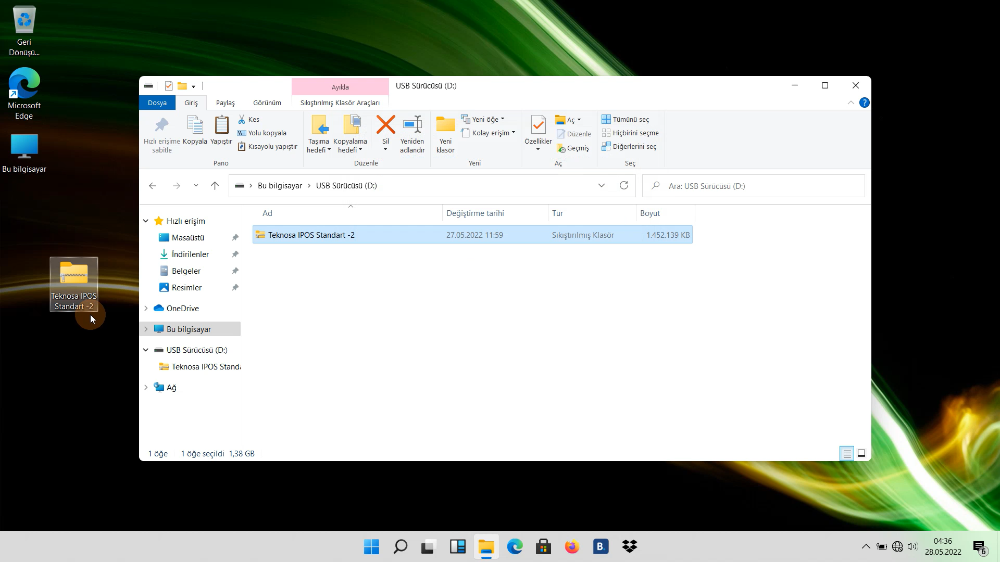 Geri
Dönüşü...
Microsoft
Edge
Bu bilgisayar
Teknosa IPOS
Standart -2
Ayıkla
USB Sürücüsü (D:)
Dosya
Giriş
Paylaş
Görünüm
Sıkıştırılmış Klasör Araçları
?
Hızlı erişime
sabitle
Kopyala
Yapıştır
Kes
Yolu kopyala
Kısayolu yapıştır
Pano
Taşıma
hedefi
Kopyalama
hedefi
Sil
Yeniden
adlandır
Düzenle
Yeni
klasör
Yeni öğe
Kolay erişim
Yeni
Özellikler
Aç
Düzenle
Geçmiş
Aç
Tümünü seç
Hiçbirini seçme
Diğerlerini seç
Seç
Bu bilgisayar > USB Sürücüsü (D:)
Ara: USB Sürücüsü (D:)
Ad
Değiştirme tarihi
Tür
Boyut
Teknosa IPOS Standart -2
27.05.2022 11:59
Sıkıştırılmış Klasör
1.452.139 KB
Hızlı erişim
Masaüstü
İndirilenler
Belgeler
Resimler
OneDrive
Bu bilgisayar
USB Sürücüsü (D:)
Teknosa IPOS Standa
Ağ
1 öğe
1 öğe seçildi 1,38 GB
B.
04:36
28.05.2022
6